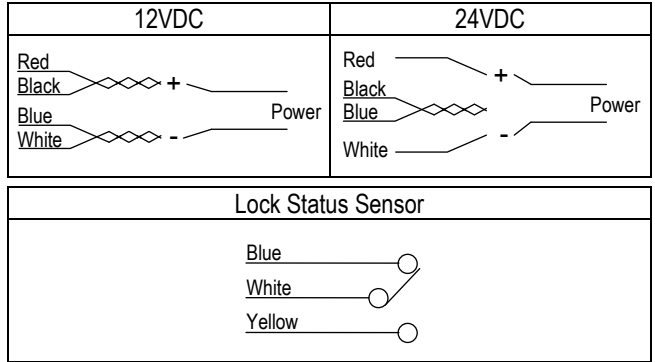 12VDC
Red
Black
+
Blue
White
-
Power
24VDC
Red
+
Black
Blue
Power
-
White
Lock Status Sensor
Blue
White
Yellow